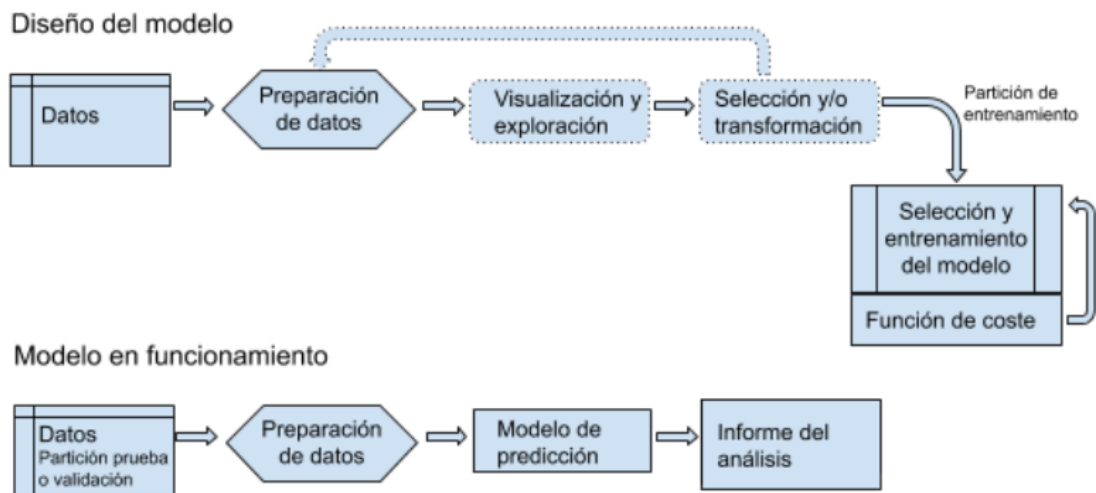 Diseño del modelo
Datos
Preparación
de datos
Visualización y
exploración
Selección y/o
transformación
Partición de
entrenamiento
Selección y
entrenamiento
del modelo
Función de coste
Modelo en funcionamiento
Datos
Partición prueba
o validación
Preparación
de datos
Modelo de
predicción
Informe del
análisis